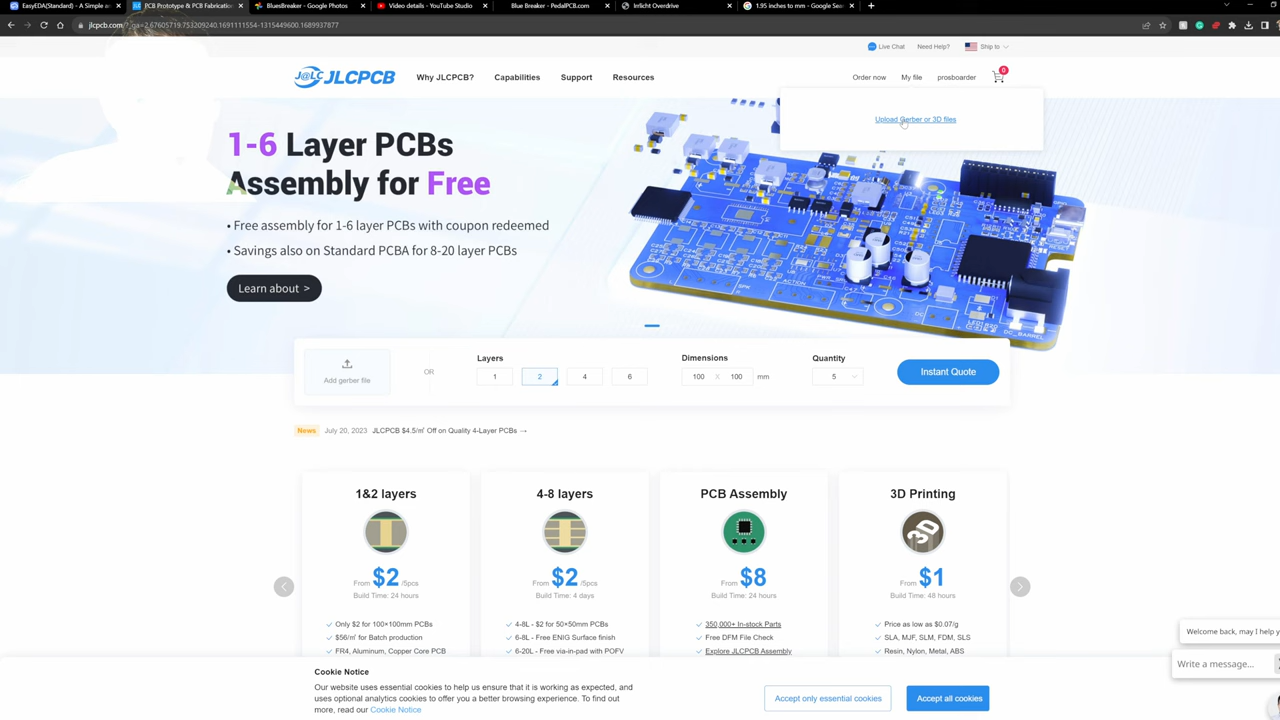 EasyEDA(Standard) - A Simple an
JLCPCB PCB Prototype & PCB Fabrication
BluesBreaker - Google Photos
Video details - YouTube Studio
Blue Breaker - PedalPCB.com
Irrlicht Overdrive
1.95 inches to mm - Google Sea
jlcpcb.com/?_ga=2.67605719.753209240.1691111554-1315449600.1689937877
Live Chat
Need Help?
Ship to
J@LC JLCPCB
Why JLCPCB?
Capabilities
Support
Resources
Order now
My file
prosboarder
0
Upload Gerber or 3D files
1-6 Layer PCBs
Assembly for Free
• Free assembly for 1-6 layer PCBs with coupon redeemed
• Savings also on Standard PCBA for 8-20 layer PCBs
Learn about >
Add gerber file
OR
Layers
1
2
4
6
Dimensions
100 X 100 mm
Quantity
5
Instant Quote
News July 20, 2023 JLCPCB $4.5/㎡ Off on Quality 4-Layer PCBs →
1&2 layers
From $2 /5pcs
Build Time: 24 hours
Only $2 for 100×100mm PCBs
$56/㎡ for Batch production
FR4, Aluminum, Copper Core PCB
4-8 layers
From $2 /5pcs
Build Time: 4 days
4-8L - $2 for 50×50mm PCBs
6-8L - Free ENIG Surface finish
6-20L - Free via-in-pad with POFV
PCB Assembly
From $8
Build Time: 24 hours
350,000+ In-stock Parts
Free DFM File Check
Explore JLCPCB Assembly
3D Printing
3D
From $1
Build Time: 48 hours
Price as low as $0.07/g
SLA, MJF, SLM, FDM, SLS
Resin, Nylon, Metal, ABS
Welcome back, may I help y
Write a message...
Cookie Notice
Our website uses essential cookies to help us ensure that it is working as expected, and
uses optional analytics cookies to offer you a better browsing experience. To find out
more, read our Cookie Notice
Accept only essential cookies
Accept all cookies